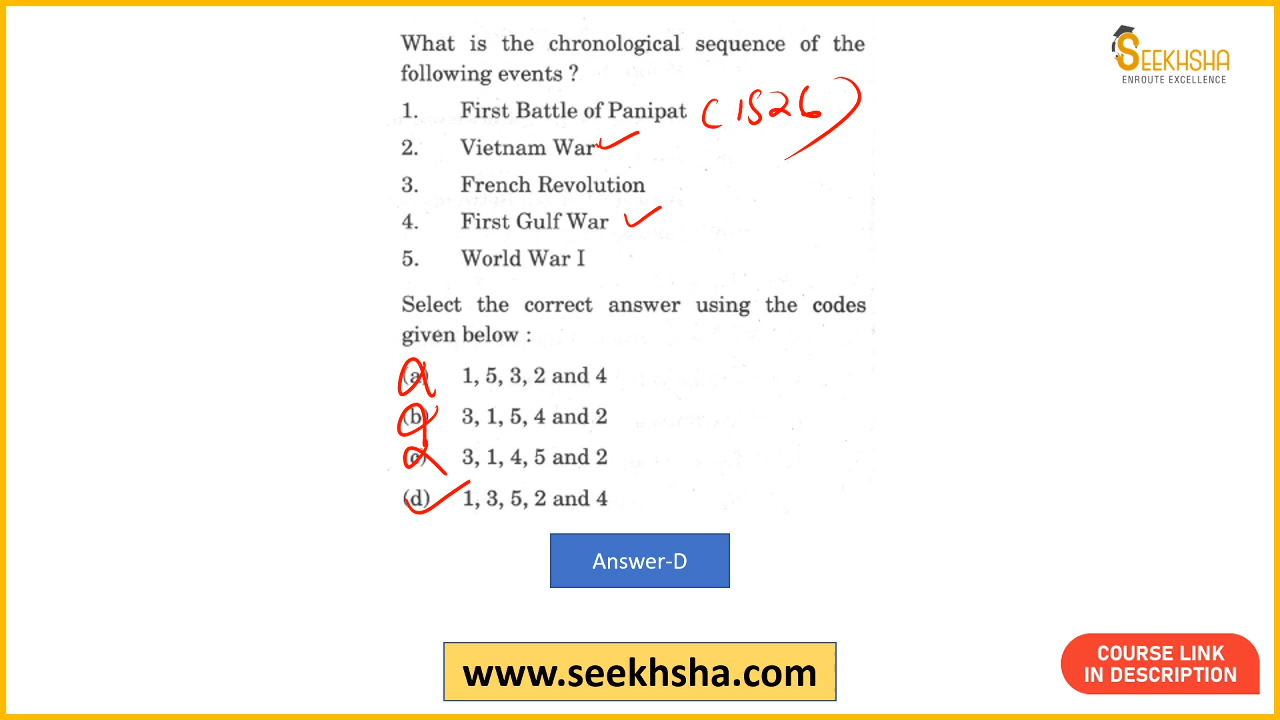 What is the chronological sequence of the
following events ?
1. First Battle of Panipat (1526)
2. Vietnam War
3. French Revolution
4. First Gulf War
5. World War I
Select the correct answer using the codes
given below :
(a) 1, 5, 3, 2 and 4
(b) 3, 1, 5, 4 and 2
(c) 3, 1, 4, 5 and 2
(d) 1, 3, 5, 2 and 4
Answer-D
www.seekhsha.com
SEEKHSHA
ENROUTE EXCELLENCE
COURSE LINK
IN DESCRIPTION